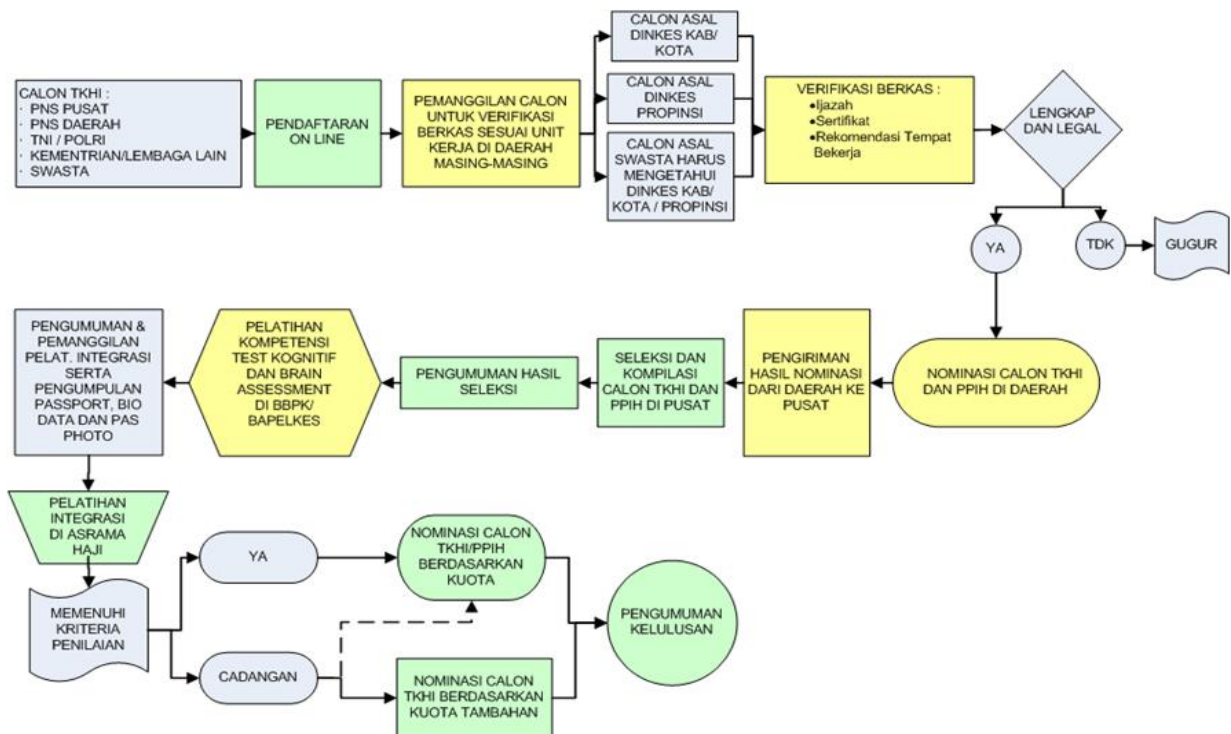 CALON TKHI :
· PNS PUSAT
· PNS DAERAH
· TNI / POLRI
· KEMENTRIAN/LEMBAGA LAIN
· SWASTA
PENDAFTARAN
ON LINE
PEMANGGILAN CALON
UNTUK VERIFIKASI
BERKAS SESUAI UNIT
KERJA DI DAERAH
MASING-MASING
CALON ASAL
DINKES KAB/
KOTA
CALON ASAL
DINKES
PROPINSI
CALON ASAL
SWASTA HARUS
MENGETAHUI
DINKES KAB/
KOTA / PROPINSI
VERIFIKASI BERKAS :
•Ijazah
•Sertifikat
•Rekomendasi Tempat
Bekerja
LENGKAP
DAN LEGAL
YA
TDK
GUGUR
NOMINASI CALON TKHI
DAN PPIH DI DAERAH
PENGIRIMAN
HASIL NOMINASI
DARI DAERAH KE
PUSAT
SELEKSI DAN
KOMPILASI
CALON TKHI DAN
PPIH DI PUSAT
PENGUMUMAN HASIL
SELEKSI
PELATIHAN
KOMPETENSI
TEST KOGNITIF
DAN BRAIN
ASSESSMENT
DI BBPK/
BAPELKES
PENGUMUMAN &
PEMANGGILAN
PELAT. INTEGRASI
SERTA
PENGUMPULAN
PASSPORT, BIO
DATA DAN PAS
PHOTO
PELATIHAN
INTEGRASI
DI ASRAMA
HAJI
MEMENUHI
KRITERIA
PENILAIAN
YA
CADANGAN
NOMINASI CALON
TKHI/PPIH
BERDASARKAN
KUOTA
NOMINASI CALON
TKHI BERDASARKAN
KUOTA TAMBAHAN
PENGUMUMAN
KELULUSAN